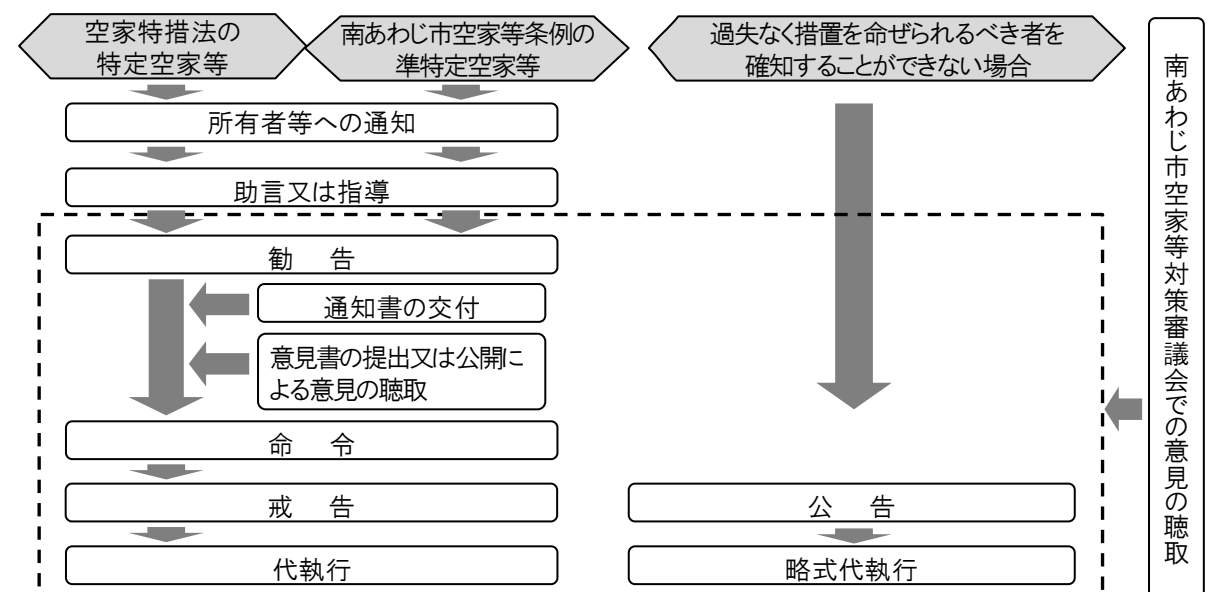 空家特措法の
特定空家等
南あわじ市空家等条例の
準特定空家等
過失なく措置を命ぜられるべき者を
確知することができない場合
所有者等への通知
助言又は指導
勧　告
通知書の交付
意見書の提出又は公開に
よる意見の聴取
命　令
戒　告
代執行
公　告
略式代執行
南あわじ市空家等対策審議会での意見の聴取